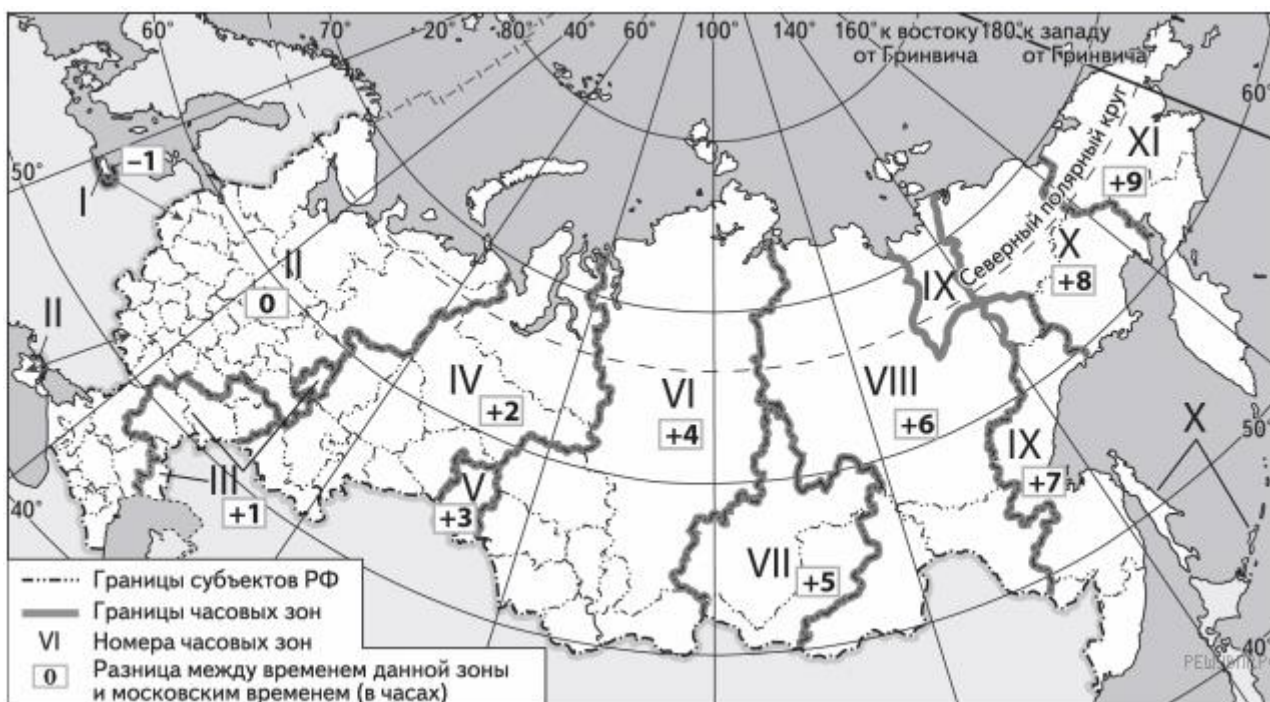 60° 70° 20° 80° 40° 60° 100° 140° 160° к востоку от Гринвича 180° к западу от Гринвича
60°
50°
−1
I
Северный полярный круг
XI
+9
II
0
II
IX
X
+8
IV
+2
VI
+4
VIII
+6
X
50°
III
+1
V
+3
IX
+7
40°
VII
+5
40°
Границы субъектов РФ
Границы часовых зон
VI Номера часовых зон
0 Разница между временем данной зоны
и московским временем (в часах)